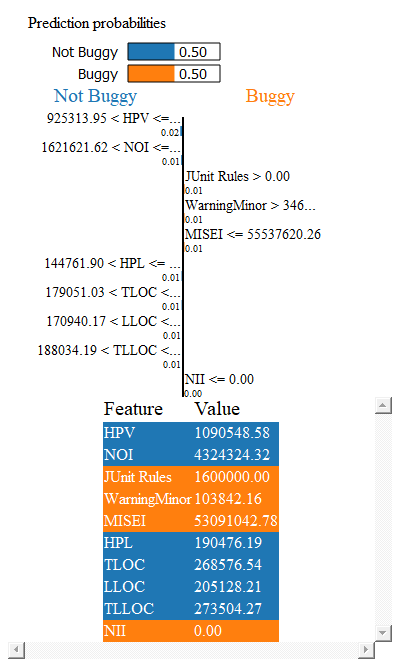 Prediction probabilities
Not Buggy 0.50
Buggy 0.50
Not Buggy Buggy
925313.95 < HPV <=...
0.02
1621621.62 < NOI <=...
0.01
JUnit Rules > 0.00
0.01
WarningMinor > 346...
0.01
MISEI <= 55537620.26
0.01
144761.90 < HPL <= ...
0.01
179051.03 < TLOC <...
0.01
170940.17 < LLOC <...
0.01
188034.19 < TLLOC <...
0.01
NII <= 0.00
0.00
Feature Value
HPV 1090548.58
NOI 4324324.32
JUnit Rules 1600000.00
WarningMinor 103842.16
MISEI 53091042.78
HPL 190476.19
TLOC 268576.54
LLOC 205128.21
TLLOC 273504.27
NII 0.00